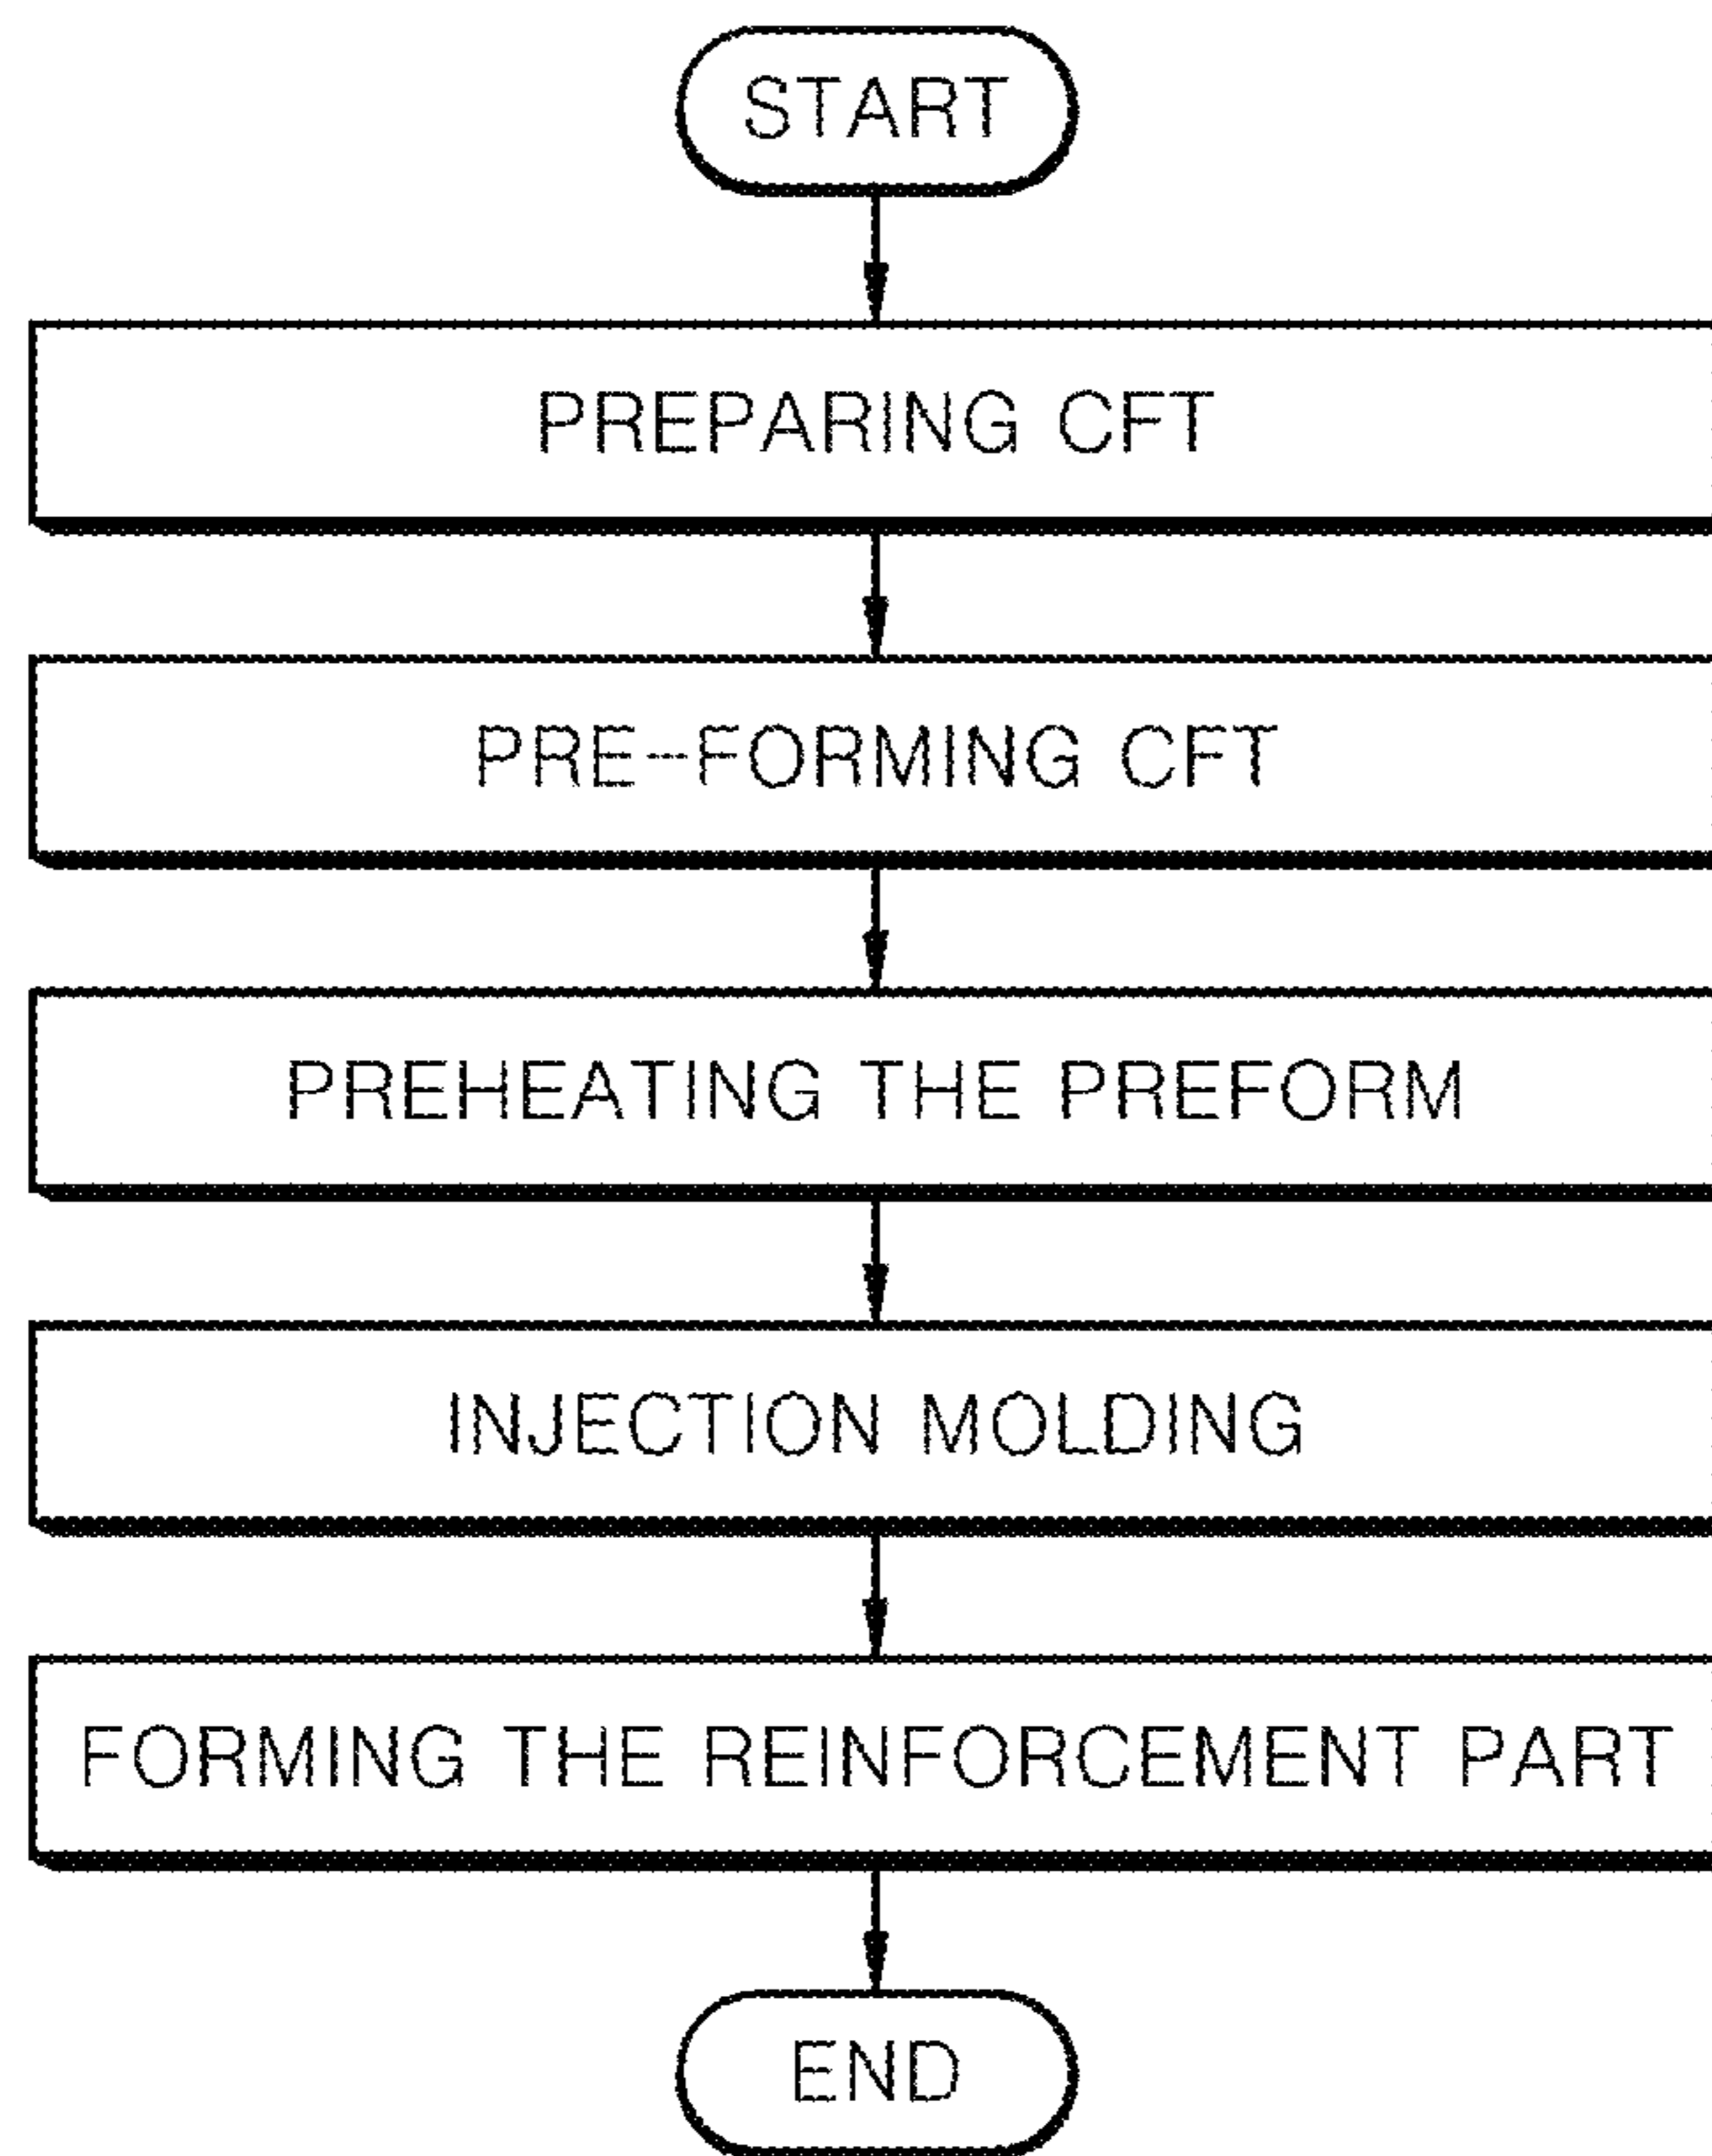 START
PREPARING CFT
PRE-FORMING CFT
PREHEATING THE PREFORM
INJECTION MOLDING
FORMING THE REINFORCEMENT PART
END